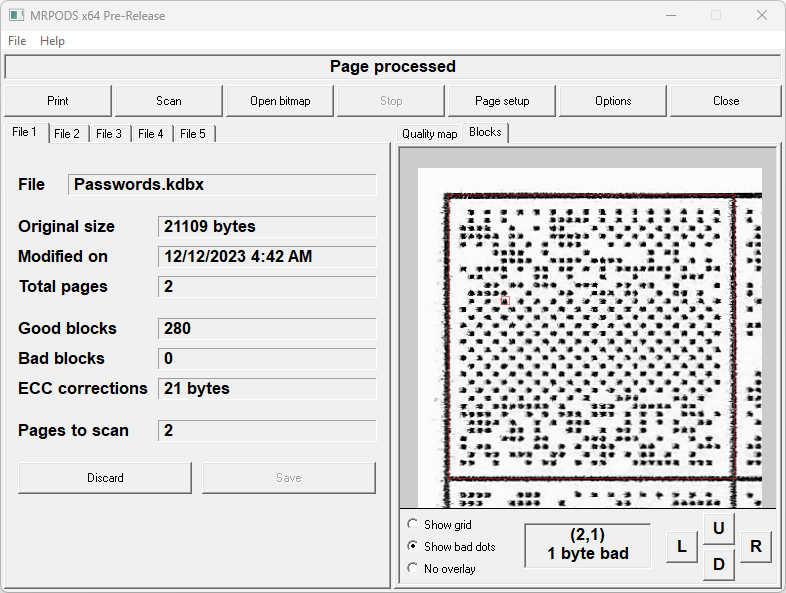 MRPODS x64 Pre-Release
File Help
Page processed
Print Scan Open bitmap Stop Page setup Options Close
File 1 File 2 File 3 File 4 File 5
Quality map Blocks
File Passwords.kdbx
Original size 21109 bytes
Modified on 12/12/2023 4:42 AM
Total pages 2
Good blocks 280
Bad blocks 0
ECC corrections 21 bytes
Pages to scan 2
Discard Save
Show grid
Show bad dots
No overlay
(2,1)
1 byte bad
L U D R